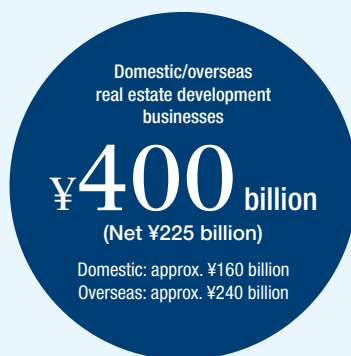 Domestic/overseas
real estate development
businesses
¥400 billion
(Net ¥225 billion)
Domestic: approx. ¥160 billion
Overseas: approx. ¥240 billion